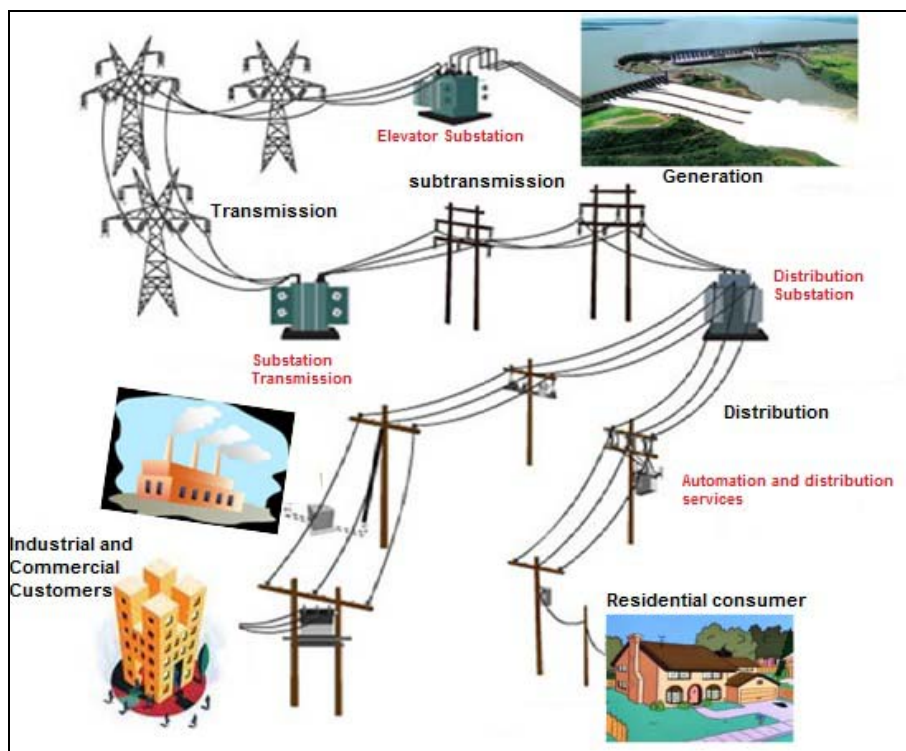 Elevator Substation
Generation
subtransmission
Transmission
Distribution
Substation
Substation
Transmission
Distribution
Automation and distribution
services
Industrial and
Commercial
Customers
Residential consumer